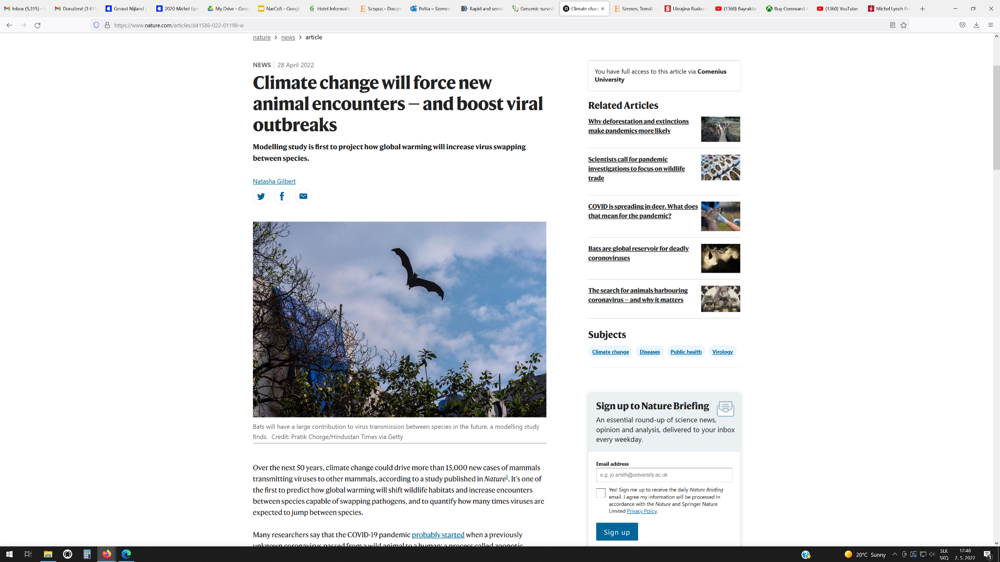 Inbox (5,315) - t
Doručené (3 615
Gerard Nijland (
2020 Michel Lyn
My Drive - Goog
NarCoS - Googl
Hotel Informatio
Scopus - Docum
Pošta – Szemes
Rapid and sensit
Genomic surveill
Climate chan
Szemes, Tomáš
Ukrajina Rusko
(1360) Bayrakta
Buy Command &
(1360) YouTube
Michel Lynch Pr
https://www.nature.com/articles/d41586-022-01198-w
nature > news > article
NEWS | 28 April 2022
Climate change will force new
animal encounters — and boost viral
outbreaks
Modelling study is first to project how global warming will increase virus swapping
between species.
Natasha Gilbert
Bats will have a large contribution to virus transmission between species in the future, a modelling study
finds. Credit: Pratik Chorge/Hindustan Times via Getty
Over the next 50 years, climate change could drive more than 15,000 new cases of mammals
transmitting viruses to other mammals, according to a study published in Nature1. It’s one of
the first to predict how global warming will shift wildlife habitats and increase encounters
between species capable of swapping pathogens, and to quantify how many times viruses are
expected to jump between species.
Many researchers say that the COVID-19 pandemic probably started when a previously
unknown coronavirus passed from a wild animal to a human: a process called zoonotic
You have full access to this article via Comenius
University
Related Articles
Why deforestation and extinctions
make pandemics more likely
Scientists call for pandemic
investigations to focus on wildlife
trade
COVID is spreading in deer. What does
that mean for the pandemic?
Bats are global reservoir for deadly
coronoviruses
The search for animals harbouring
coronavirus — and why it matters
Subjects
Climate change Diseases Public health Virology
Sign up to Nature Briefing
An essential round-up of science news,
opinion and analysis, delivered to your inbox
every weekday.
Email address
e.g. jo.smith@university.ac.uk
Yes! Sign me up to receive the daily Nature Briefing
email. I agree my information will be processed in
accordance with the Nature and Springer Nature
Limited Privacy Policy.
Sign up
20°C Sunny
SLK
SKQ
12:48
2. 5. 2022
1